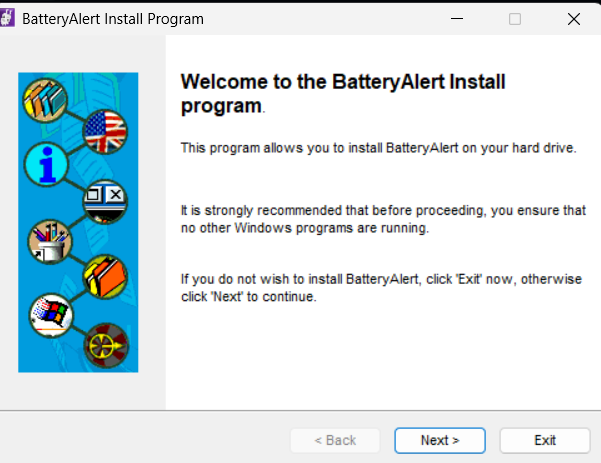 BatteryAlert Install Program
Welcome to the BatteryAlert Install
program.
This program allows you to install BatteryAlert on your hard drive.
It is strongly recommended that before proceeding, you ensure that
no other Windows programs are running.
If you do not wish to install BatteryAlert, click 'Exit' now, otherwise
click 'Next' to continue.
< Back
Next >
Exit